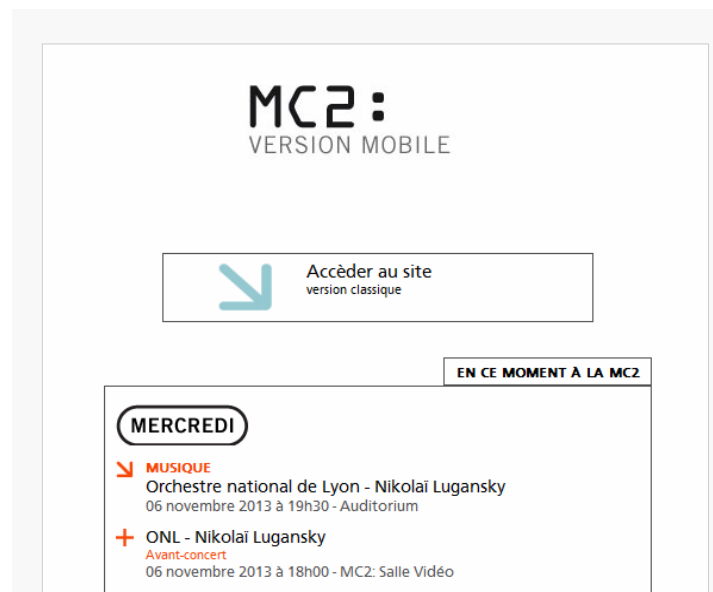 MC2:
VERSION MOBILE
Accèder au site
version classique
EN CE MOMENT À LA MC2
MERCREDI
MUSIQUE
Orchestre national de Lyon - Nikolaï Lugansky
06 novembre 2013 à 19h30 - Auditorium
ONL - Nikolaï Lugansky
Avant-concert
06 novembre 2013 à 18h00 - MC2: Salle Vidéo